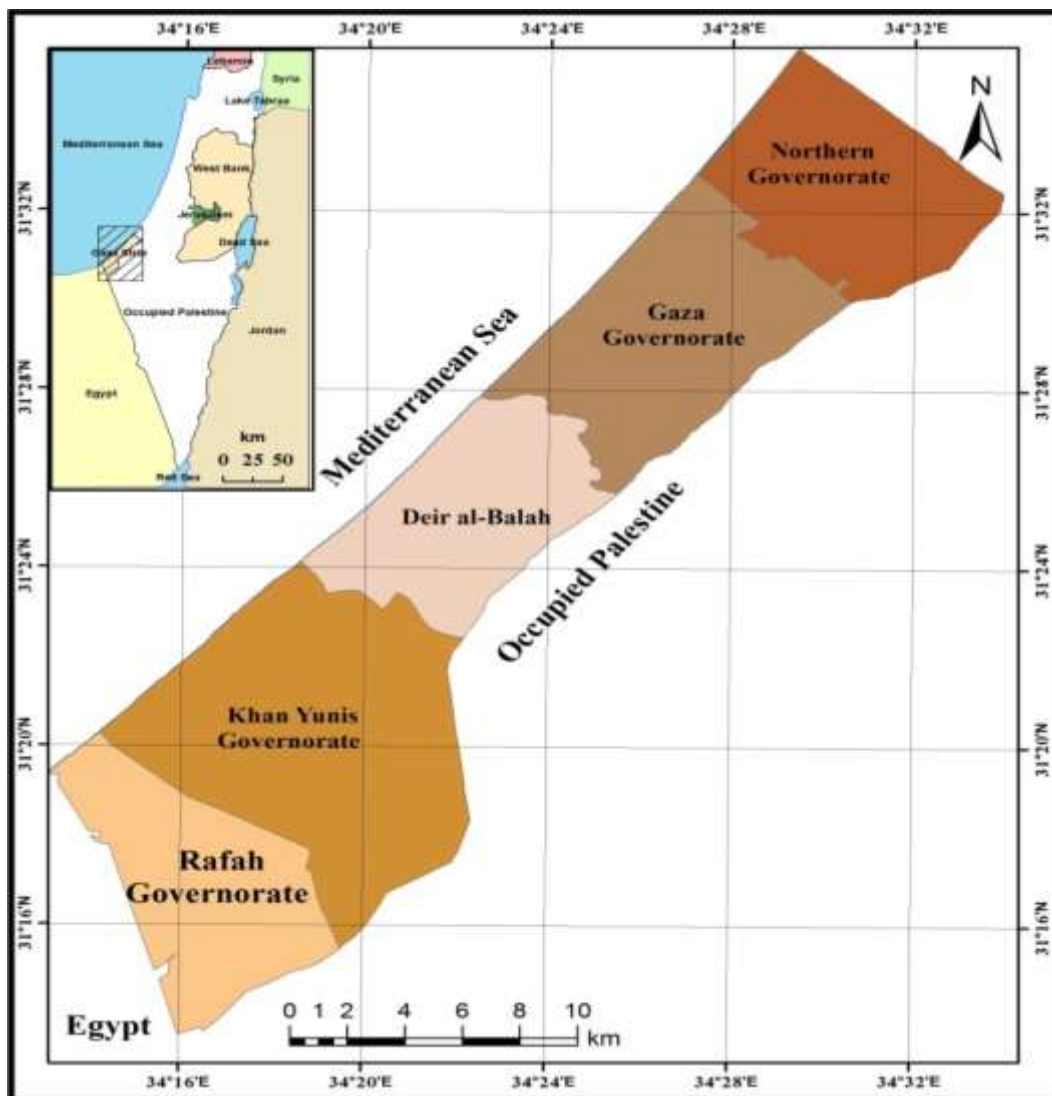 34°16'E 34°20'E 34°24'E 34°28'E 34°32'E
Lebanon
Syria
Lake Tabraa
Mediterranean Sea
West Bank
Jerusalem
Dead Sea
Gaza Strip
Occupied Palestine
Jordan
Egypt
km
0 25 50
Red Sea
N
Northern
Governorate
31°32'N
31°32'N
Gaza
Governorate
Mediterranean Sea
31°28'N
31°28'N
Deir al-Balah
Occupied Palestine
31°24'N
31°24'N
Khan Yunis
Governorate
31°20'N
31°20'N
Rafah
Governorate
31°16'N
31°16'N
0 1 2 4 6 8 10
km
Egypt
34°16'E 34°20'E 34°24'E 34°28'E 34°32'E